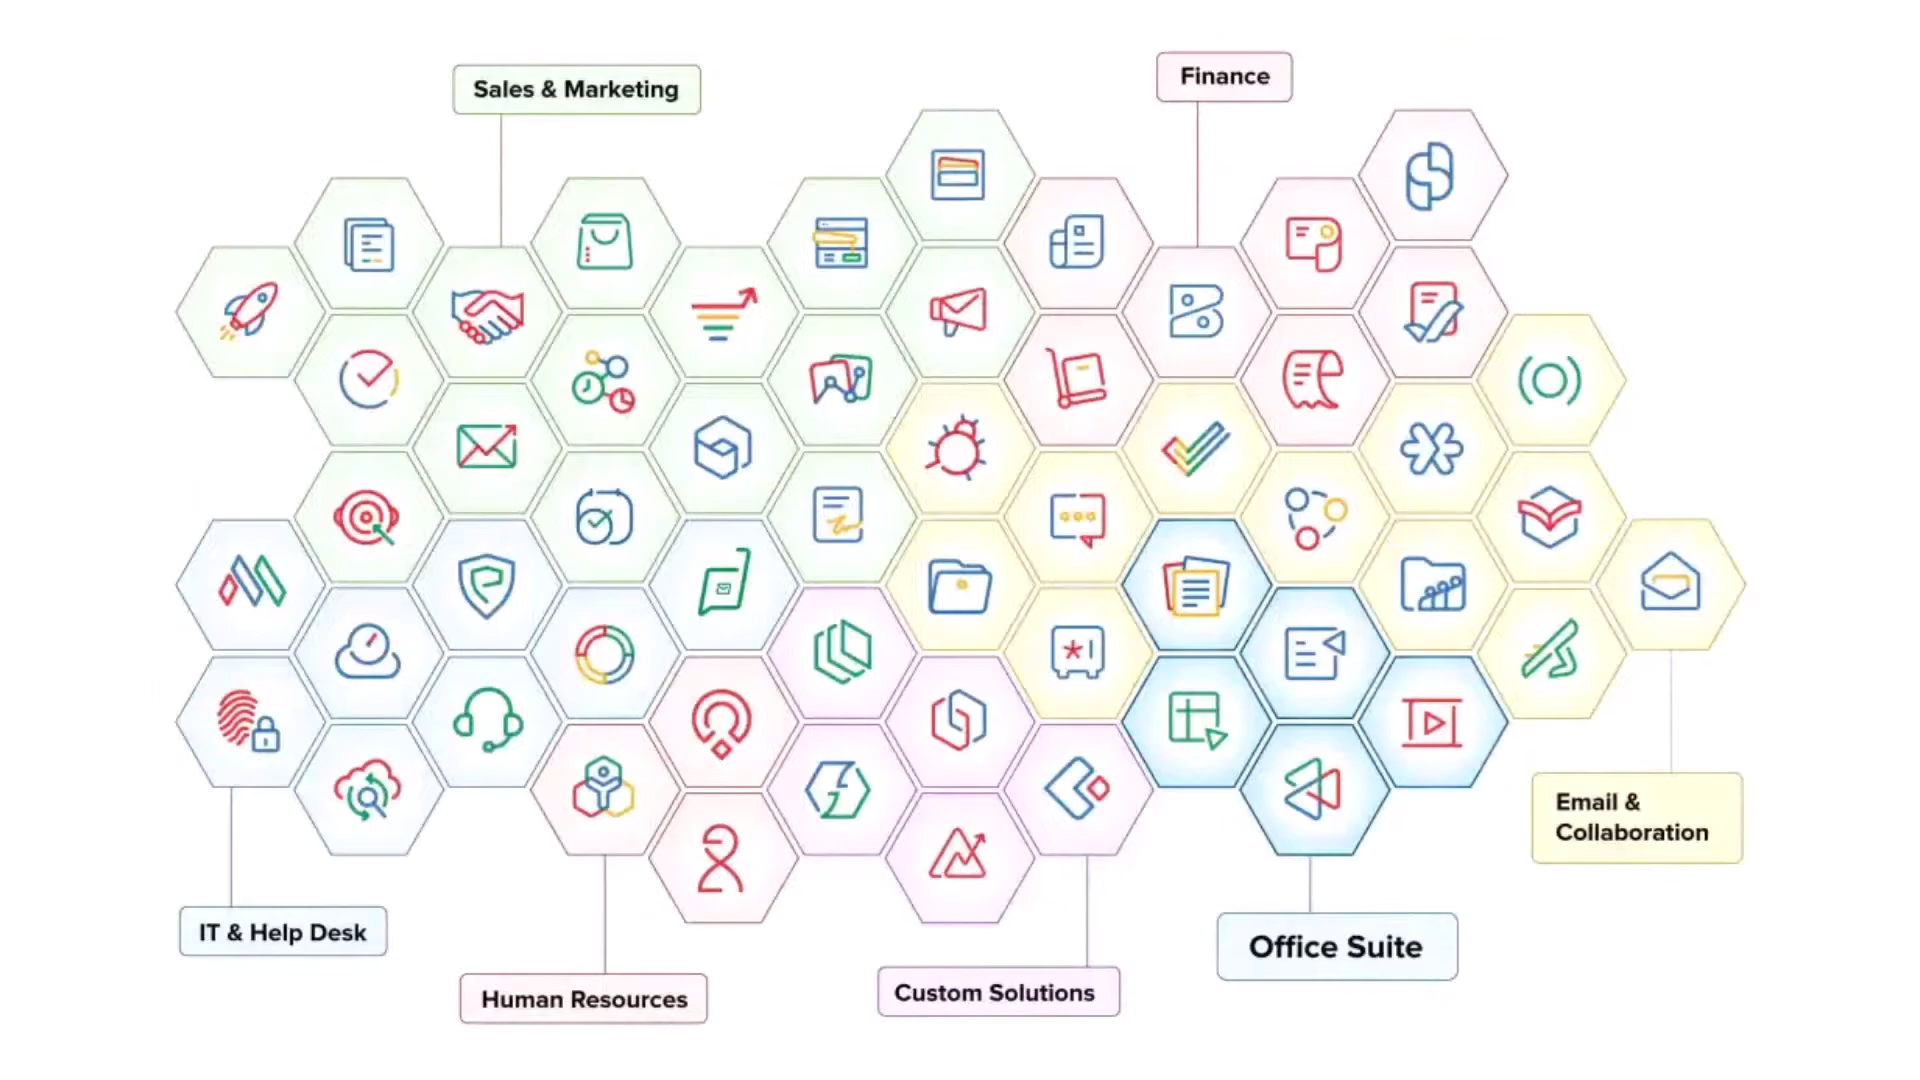 Finance
Sales & Marketing
Email &
Collaboration
IT & Help Desk
Office Suite
Custom Solutions
Human Resources